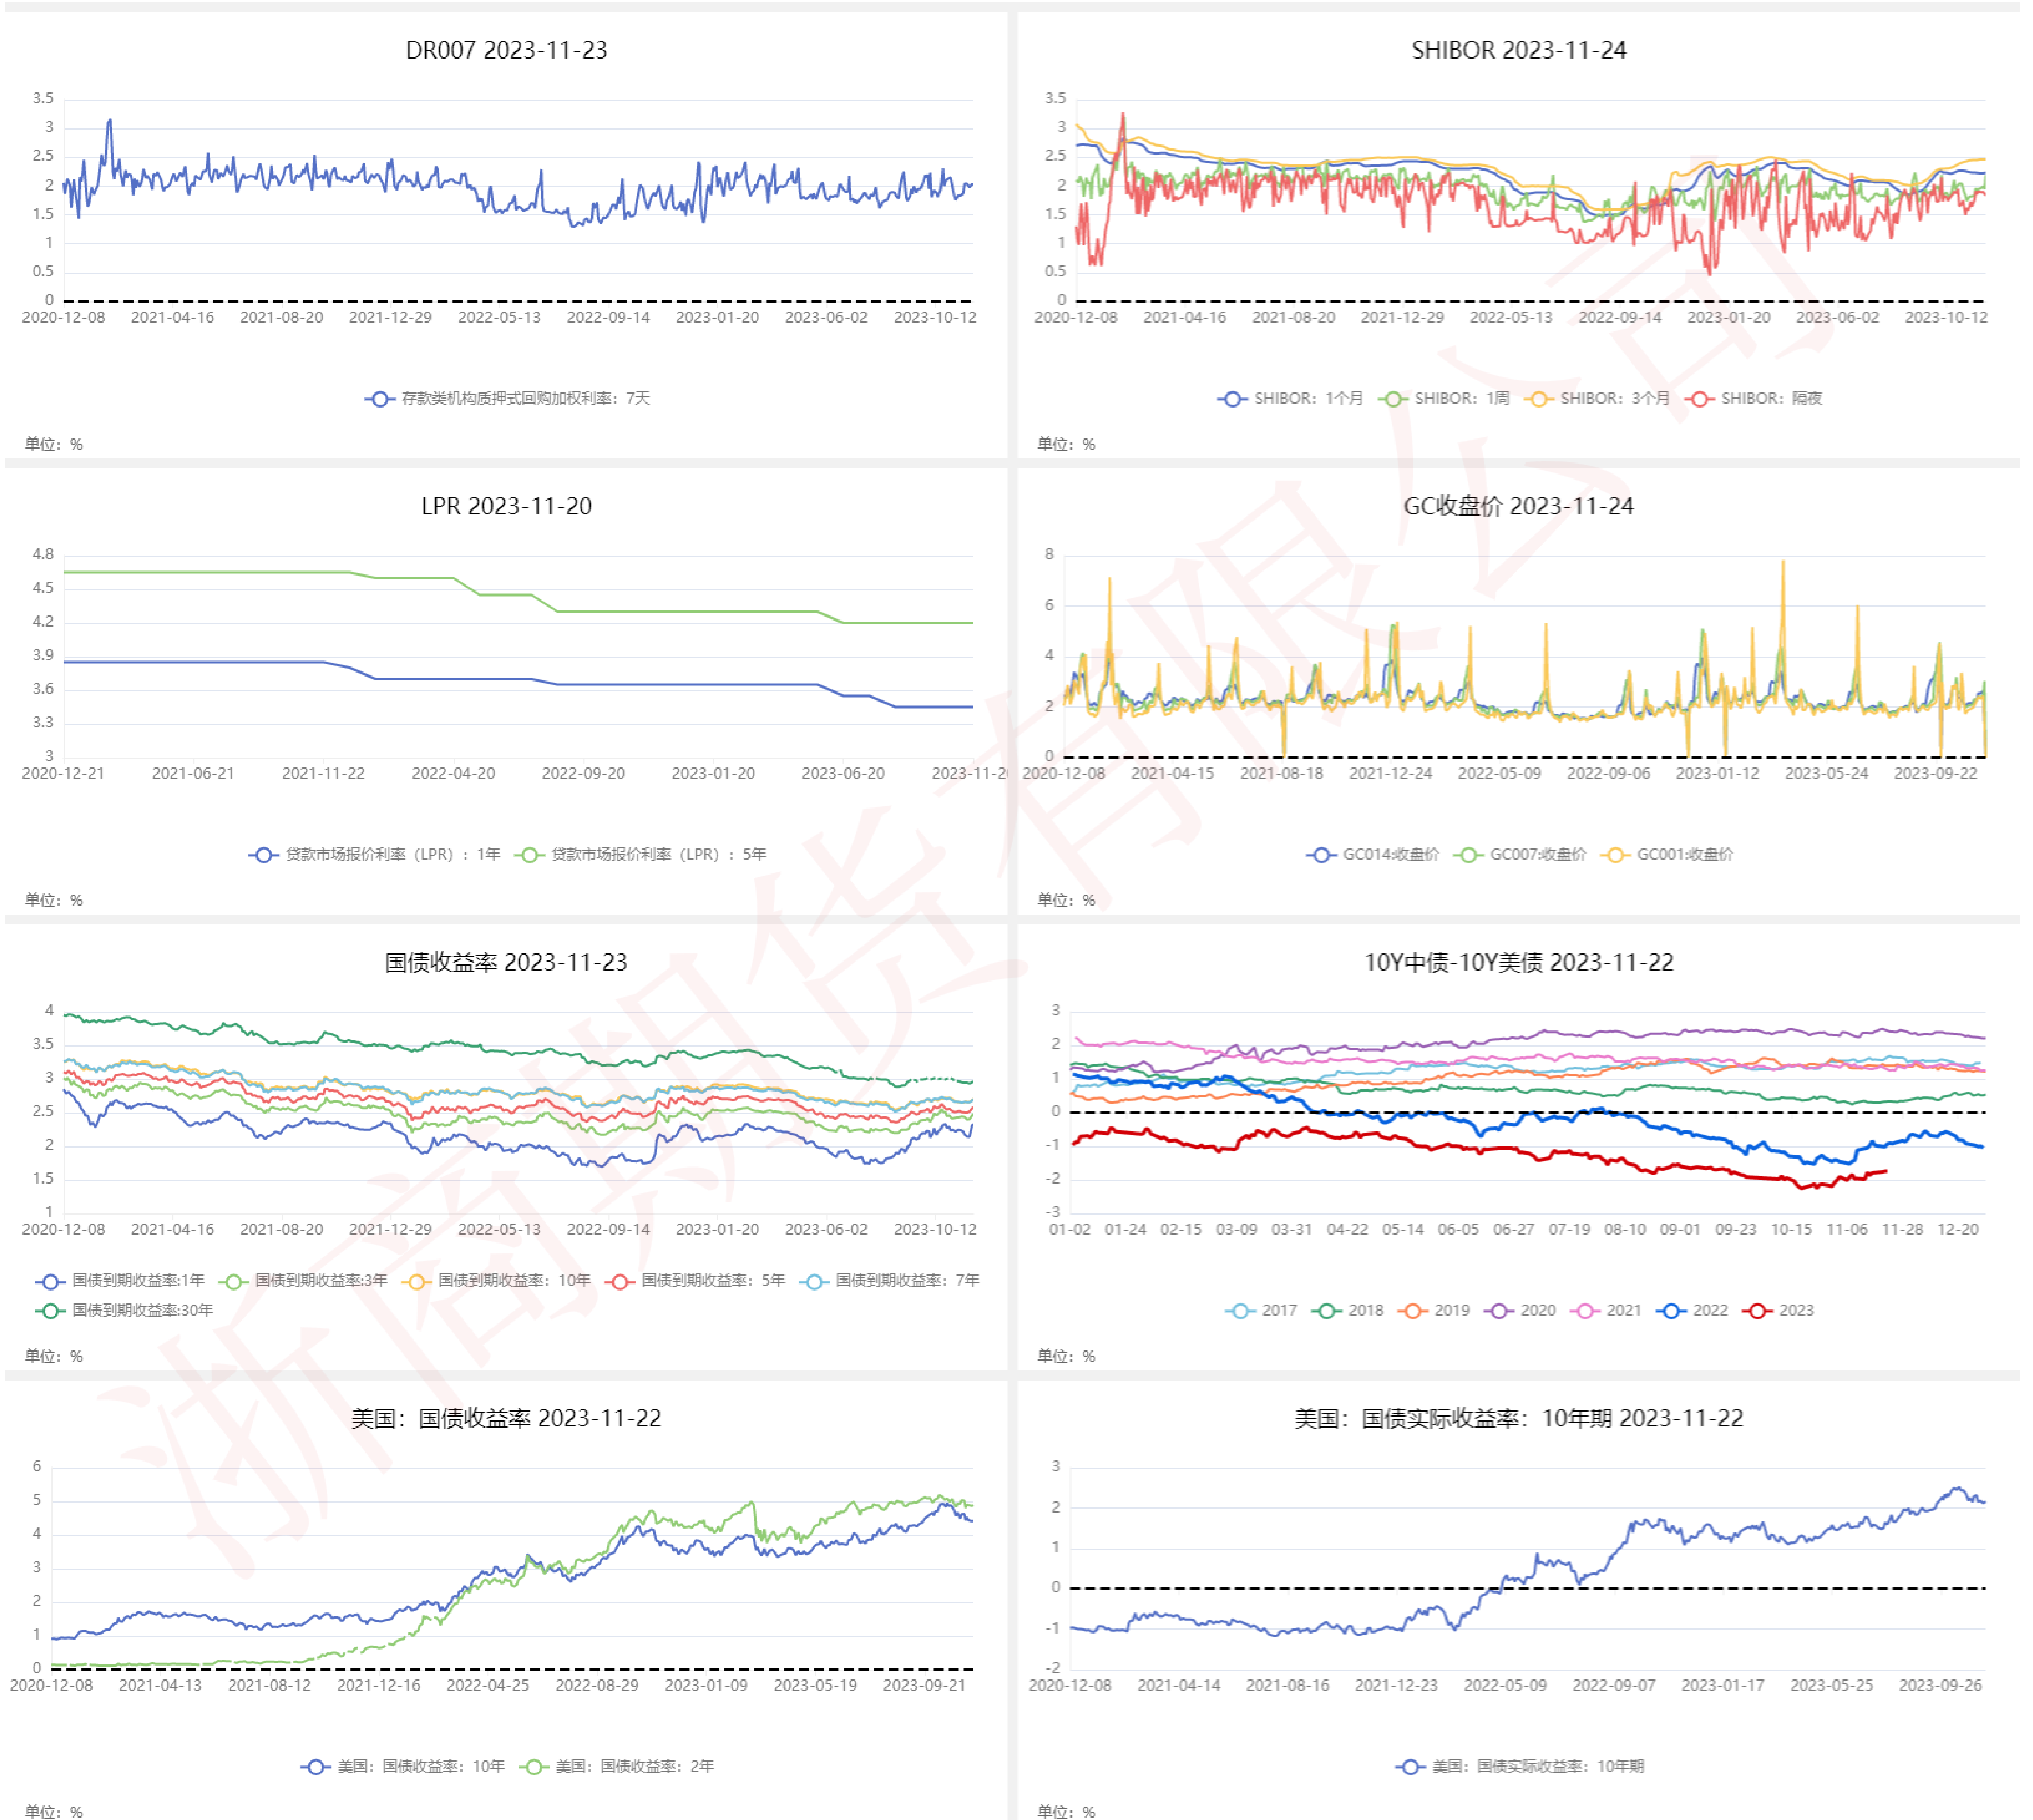 DR007 2023-11-23
3.5
3
2.5
2
1.5
1
0.5
0
2020-12-08 2021-04-16 2021-08-20 2021-12-29 2022-05-13 2022-09-14 2023-01-20 2023-06-02 2023-10-12
存款类机构质押式回购加权利率：7天
单位：%
SHIBOR 2023-11-24
3.5
3
2.5
2
1.5
1
0.5
0
2020-12-08 2021-04-16 2021-08-20 2021-12-29 2022-05-13 2022-09-14 2023-01-20 2023-06-02 2023-10-12
SHIBOR：1个月 SHIBOR：1周 SHIBOR：3个月 SHIBOR：隔夜
单位：%
LPR 2023-11-20
4.8
4.5
4.2
3.9
3.6
3.3
3
2020-12-21 2021-06-21 2021-11-22 2022-04-20 2022-09-20 2023-01-20 2023-06-20 2023-11-20
贷款市场报价利率（LPR）：1年 贷款市场报价利率（LPR）：5年
单位：%
GC收盘价 2023-11-24
8
6
4
2
0
2020-12-08 2021-04-15 2021-08-18 2021-12-24 2022-05-09 2022-09-06 2023-01-12 2023-05-24 2023-09-22
GC014:收盘价 GC007:收盘价 GC001:收盘价
单位：%
国债收益率 2023-11-23
4
3.5
3
2.5
2
1.5
1
2020-12-08 2021-04-16 2021-08-20 2021-12-29 2022-05-13 2022-09-14 2023-01-20 2023-06-02 2023-10-12
国债到期收益率:1年 国债到期收益率:3年 国债到期收益率：10年 国债到期收益率：5年 国债到期收益率：7年
国债到期收益率:30年
单位：%
10Y中债-10Y美债 2023-11-22
3
2
1
0
-1
-2
-3
01-02 01-24 02-15 03-09 03-31 04-22 05-14 06-05 06-27 07-19 08-10 09-01 09-23 10-15 11-06 11-28 12-20
2017 2018 2019 2020 2021 2022 2023
单位：%
美国：国债收益率 2023-11-22
6
5
4
3
2
1
0
2020-12-08 2021-04-13 2021-08-12 2021-12-16 2022-04-25 2022-08-29 2023-01-09 2023-05-19 2023-09-21
美国：国债收益率：10年 美国：国债收益率：2年
单位：%
美国：国债实际收益率：10年期 2023-11-22
3
2
1
0
-1
-2
2020-12-08 2021-04-14 2021-08-16 2021-12-23 2022-05-09 2022-09-07 2023-01-17 2023-05-25 2023-09-26
美国：国债实际收益率：10年期
单位：%
浙商期货有限公司